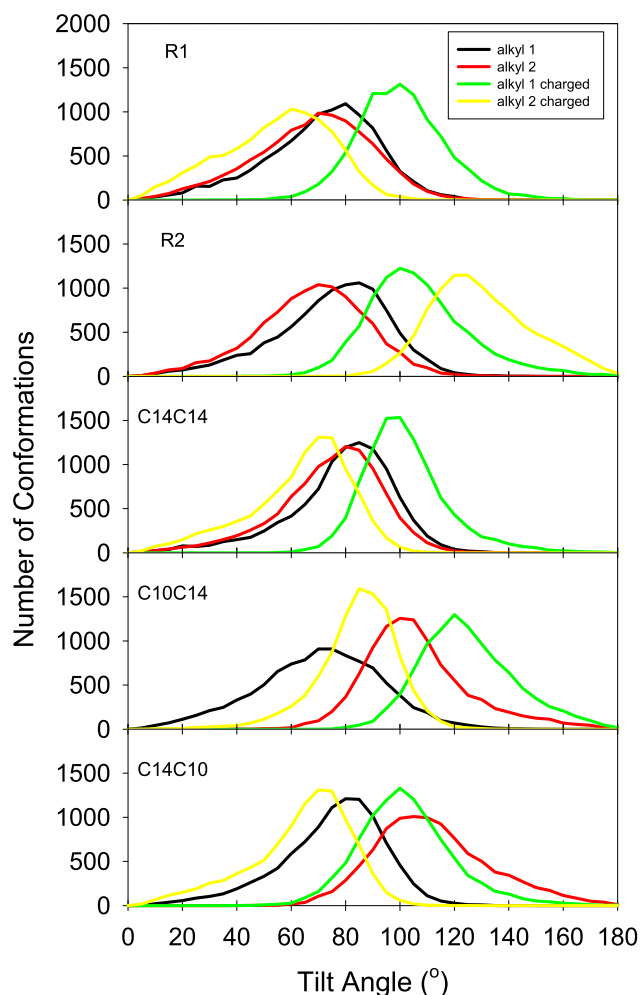 2000
R1
alkyl 1
alkyl 2
alkyl 1 charged
alkyl 2 charged
1500
1000
500
0
R2
1500
1000
500
0
C14C14
1500
1000
500
0
C10C14
1500
1000
500
0
C14C10
1500
1000
500
0
0 20 40 60 80 100 120 140 160 180
Number of Conformations
Tilt Angle (°)